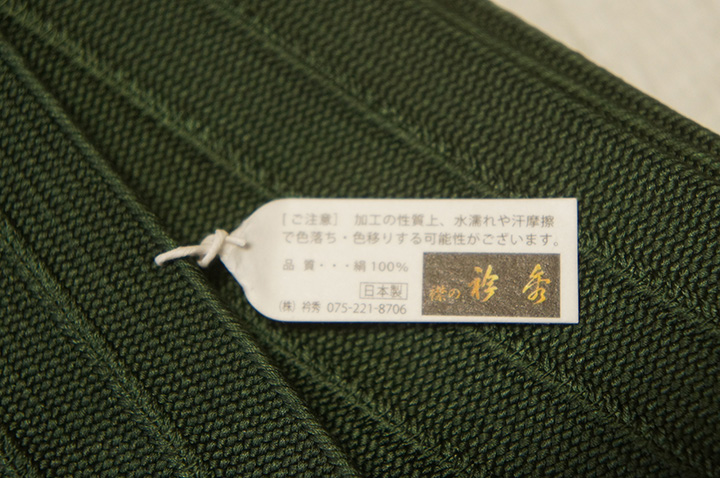 [ご注意] 加工の性質上、水濡れや汗摩擦
で色落ち・色移りする可能性がございます。
品質・・・絹100%
日本製
(株) 衿秀 075-221-8706
襟の 衿秀